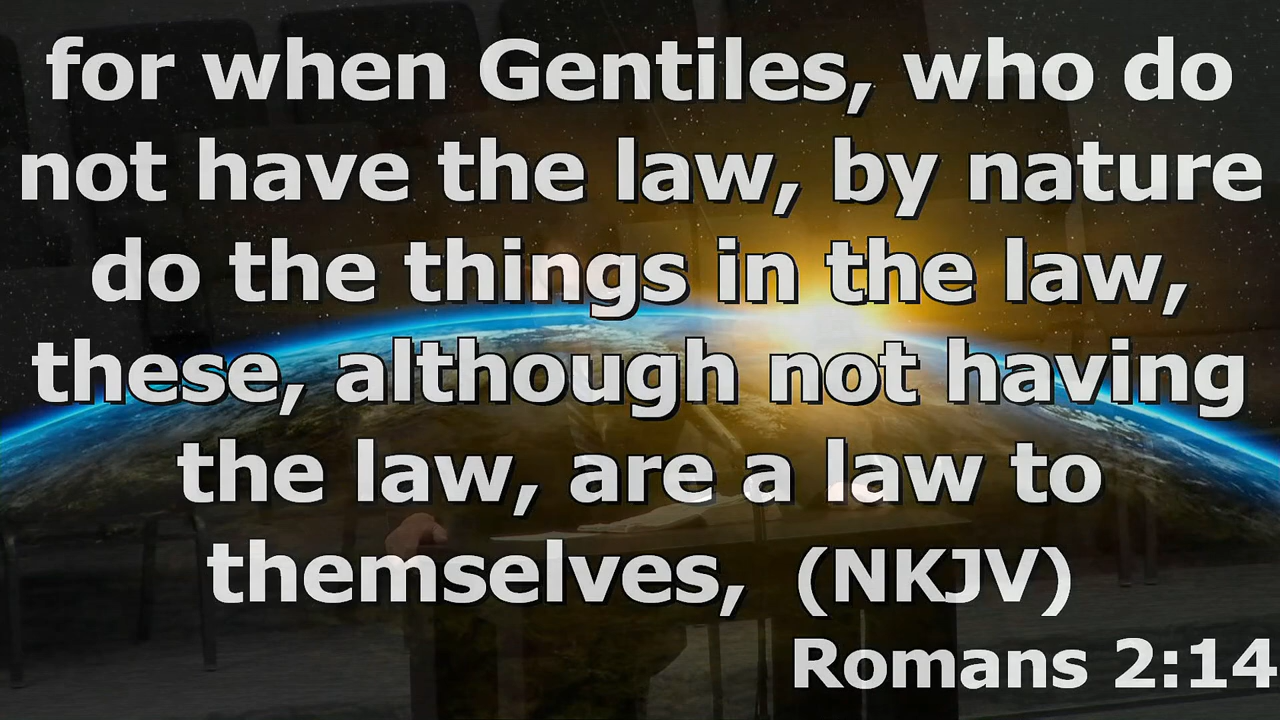 for when Gentiles, who do
not have the law, by nature
do the things in the law,
these, although not having
the law, are a law to
themselves, (NKJV)
Romans 2:14